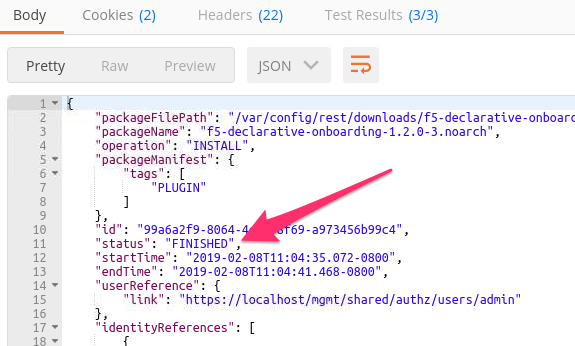 Body Cookies (2) Headers (22) Test Results (3/3)
Pretty Raw Preview JSON
1 {
2 "packageFilePath": "/var/config/rest/downloads/f5-declarative-onboard
3 "packageName": "f5-declarative-onboarding-1.2.0-3.noarch",
4 "operation": "INSTALL",
5 "packageManifest": {
6 "tags": [
7 "PLUGIN"
8 ]
9 },
10 "id": "99a6a2f9-8064-4 f69-a973456b99c4",
11 "status": "FINISHED",
12 "startTime": "2019-02-08T11:04:35.072-0800",
13 "endTime": "2019-02-08T11:04:41.468-0800",
14 "userReference": {
15 "link": "https://localhost/mgmt/shared/authz/users/admin"
16 },
17 "identityReferences": [
18 {